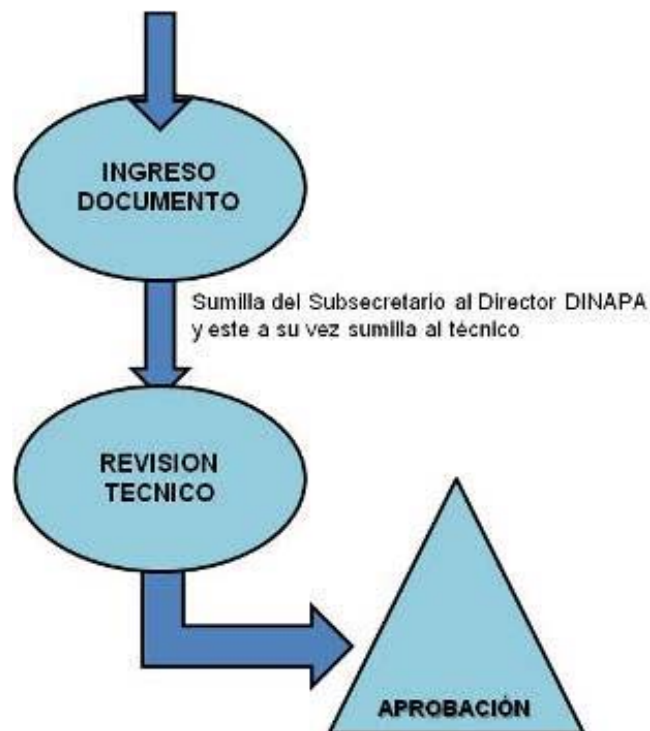 INGRESO
DOCUMENTO
Sumilla del Subsecretario al Director DINAPA
y este a su vez sumilla al técnico
REVISION
TECNICO
APROBACIÓN